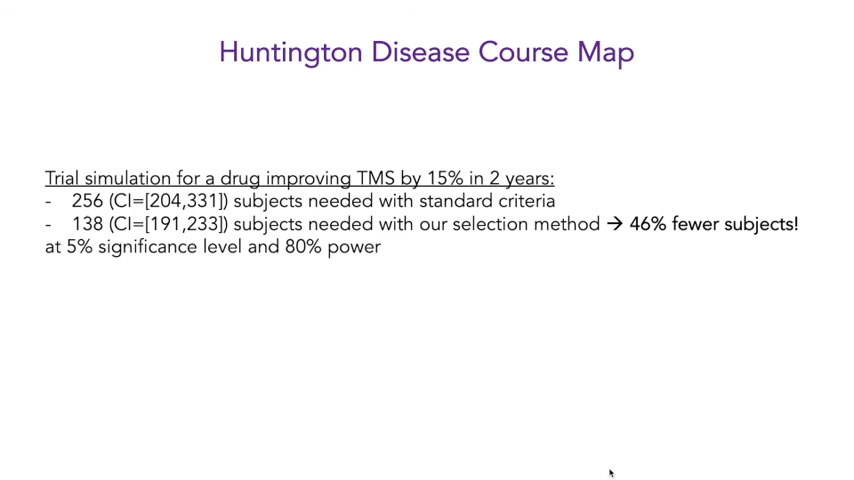 Huntington Disease Course Map
Trial simulation for a drug improving TMS by 15% in 2 years:
- 256 (CI=[204,331]) subjects needed with standard criteria
- 138 (CI=[191,233]) subjects needed with our selection method → 46% fewer subjects!
at 5% significance level and 80% power